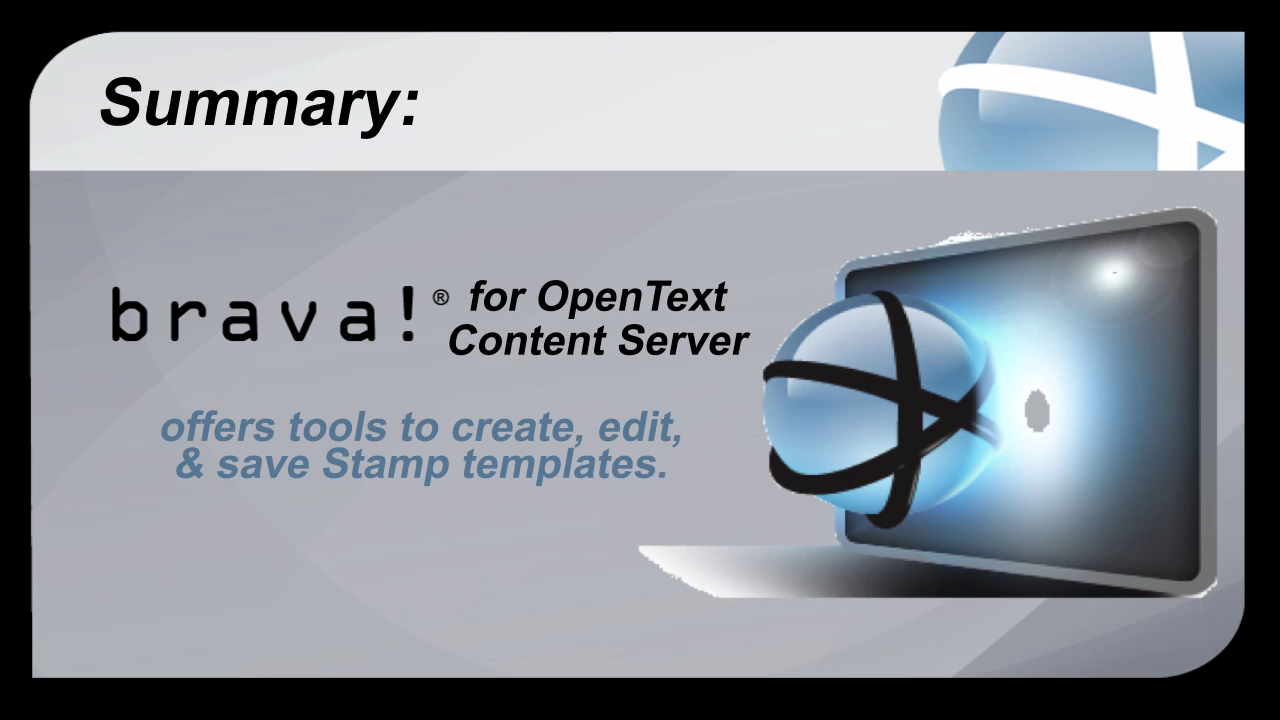 Summary:
brava!® for OpenText
Content Server
offers tools to create, edit,
& save Stamp templates.